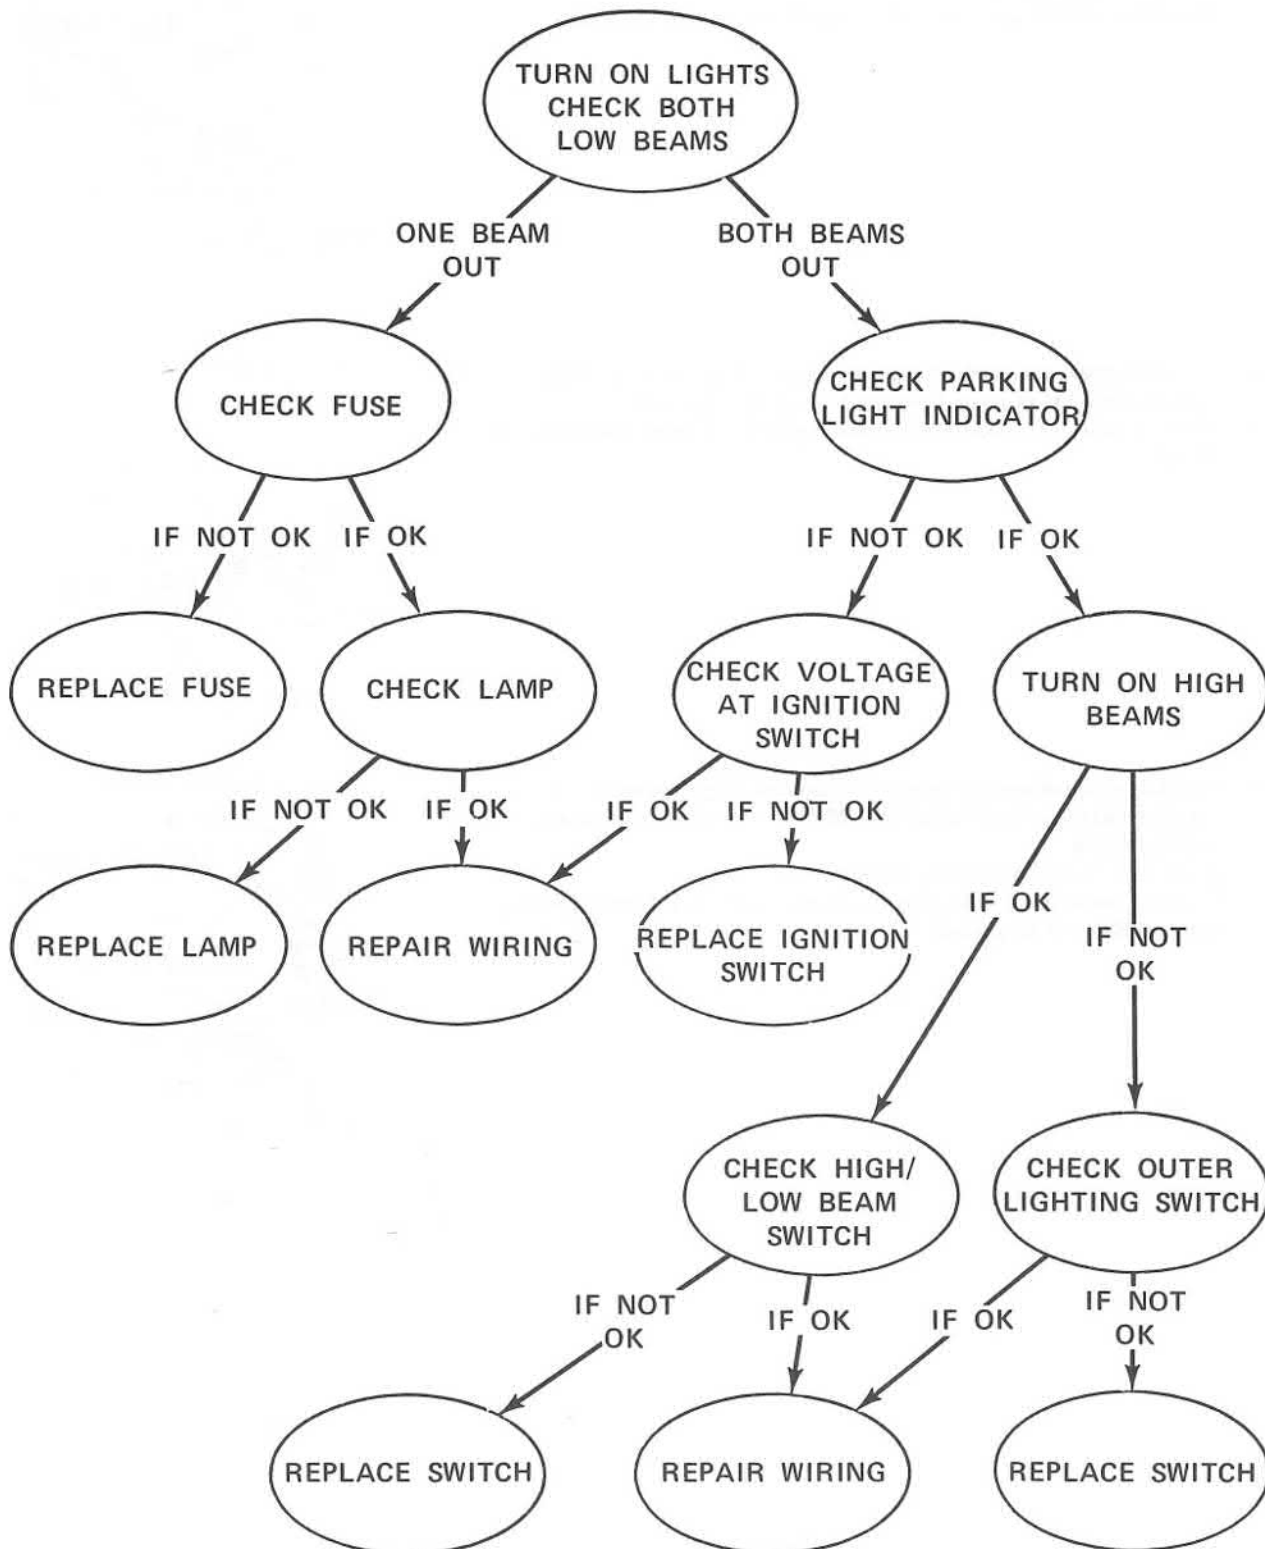 TURN ON LIGHTS
CHECK BOTH
LOW BEAMS
ONE BEAM
OUT
BOTH BEAMS
OUT
CHECK FUSE
CHECK PARKING
LIGHT INDICATOR
IF NOT OK
IF OK
IF NOT OK
IF OK
REPLACE FUSE
CHECK LAMP
CHECK VOLTAGE
AT IGNITION
SWITCH
TURN ON HIGH
BEAMS
IF NOT OK
IF OK
IF OK
IF NOT OK
REPLACE LAMP
REPAIR WIRING
REPLACE IGNITION
SWITCH
IF OK
IF NOT
OK
CHECK HIGH/
LOW BEAM
SWITCH
CHECK OUTER
LIGHTING SWITCH
IF NOT
OK
IF OK
IF OK
IF NOT
OK
REPLACE SWITCH
REPAIR WIRING
REPLACE SWITCH